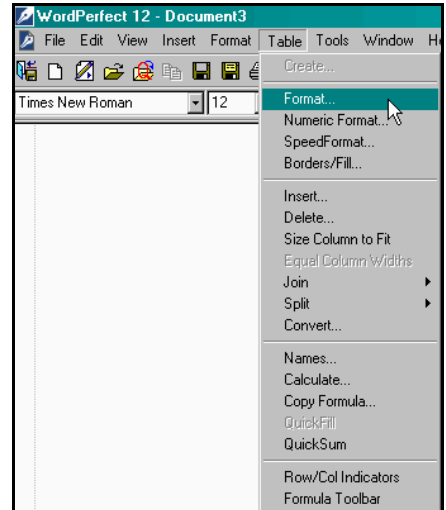 WordPerfect 12 - Document3
File Edit View Insert Format Table Tools Window
Times New Roman 12
Create...
Format...
Numeric Format...
SpeedFormat...
Borders/Fill...
Insert...
Delete...
Size Column to Fit
Equal Column Widths
Join
Split
Convert...
Names...
Calculate...
Copy Formula...
QuickFill
QuickSum
Row/Col Indicators
Formula Toolbar